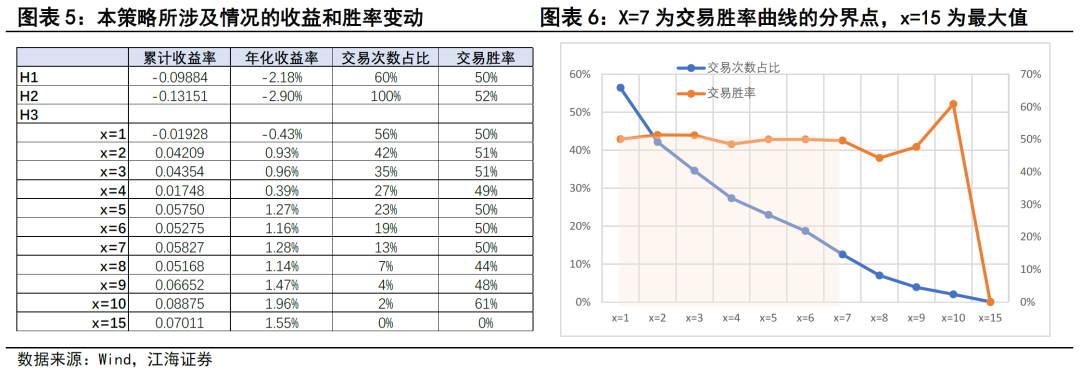 图表 5：本策略所涉及情况的收益和胜率变动
累计收益率 年化收益率 交易次数占比 交易胜率
H1 -0.09884 -2.18% 60% 50%
H2 -0.13151 -2.90% 100% 52%
H3
x=1 -0.01928 -0.43% 56% 50%
x=2 0.04209 0.93% 42% 51%
x=3 0.04354 0.96% 35% 51%
x=4 0.01748 0.39% 27% 49%
x=5 0.05750 1.27% 23% 50%
x=6 0.05275 1.16% 19% 50%
x=7 0.05827 1.28% 13% 50%
x=8 0.05168 1.14% 7% 44%
x=9 0.06652 1.47% 4% 48%
x=10 0.08875 1.96% 2% 61%
x=15 0.07011 1.55% 0% 0%
图表 6：X=7 为交易胜率曲线的分界点，x=15 为最大值
交易次数占比
交易胜率
60%
50%
40%
30%
20%
10%
0%
70%
60%
50%
40%
30%
20%
10%
0%
x=1 x=2 x=3 x=4 x=5 x=6 x=7 x=8 x=9 x=10 x=15
数据来源：Wind，江海证券